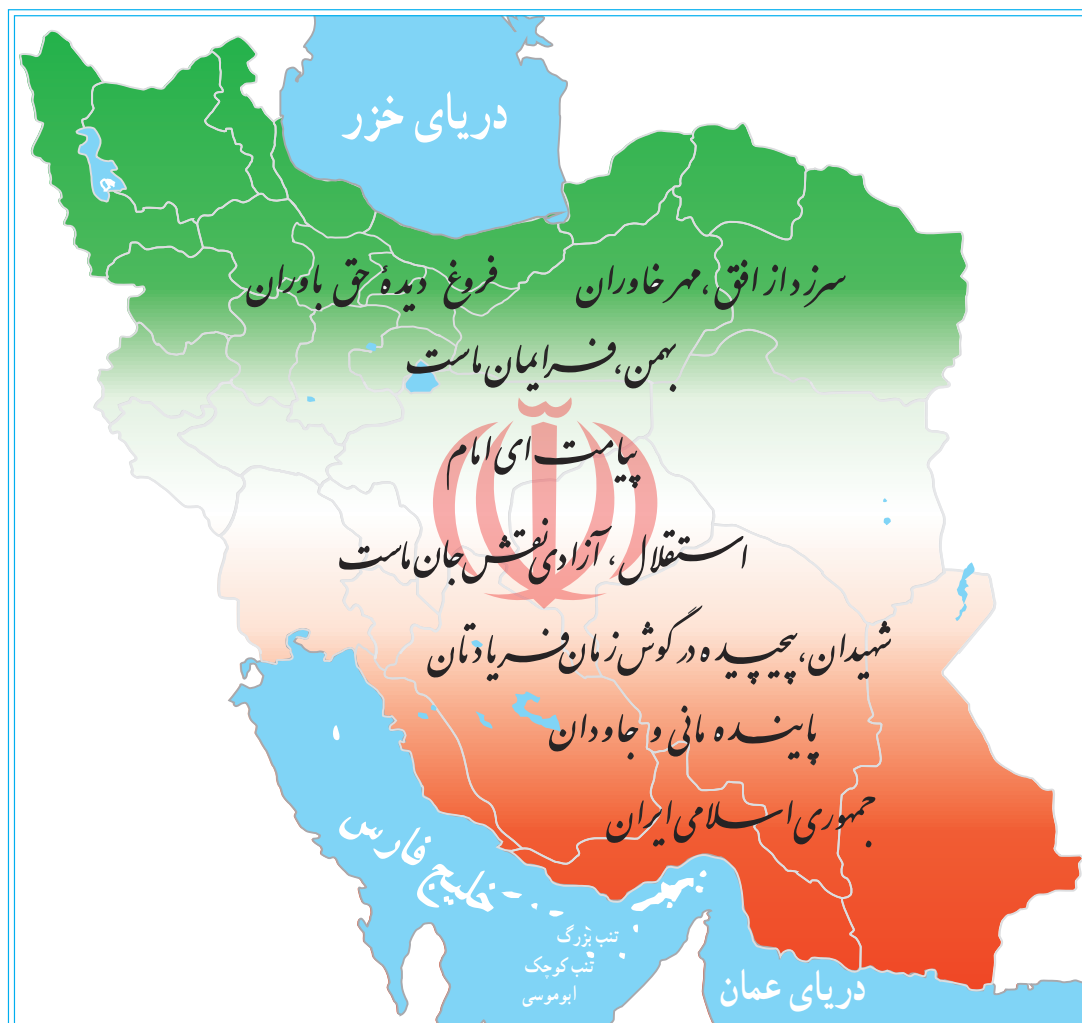 دریای خزر
سرزد از افق، مهر خاوران فروغ دیدهٔ حق باوران
بهمن، فر ایمان ماست
پیامت ای امام
استقلال، آزادی نقش جان ماست
شهیدان، پیچیده در گوش زمان فریادتان
پاینده مانی و جاودان
جمهوری اسلامی ایران
خلیج فارس
تنب بزرگ
تنب کوچک
ابوموسی
دریای عمان